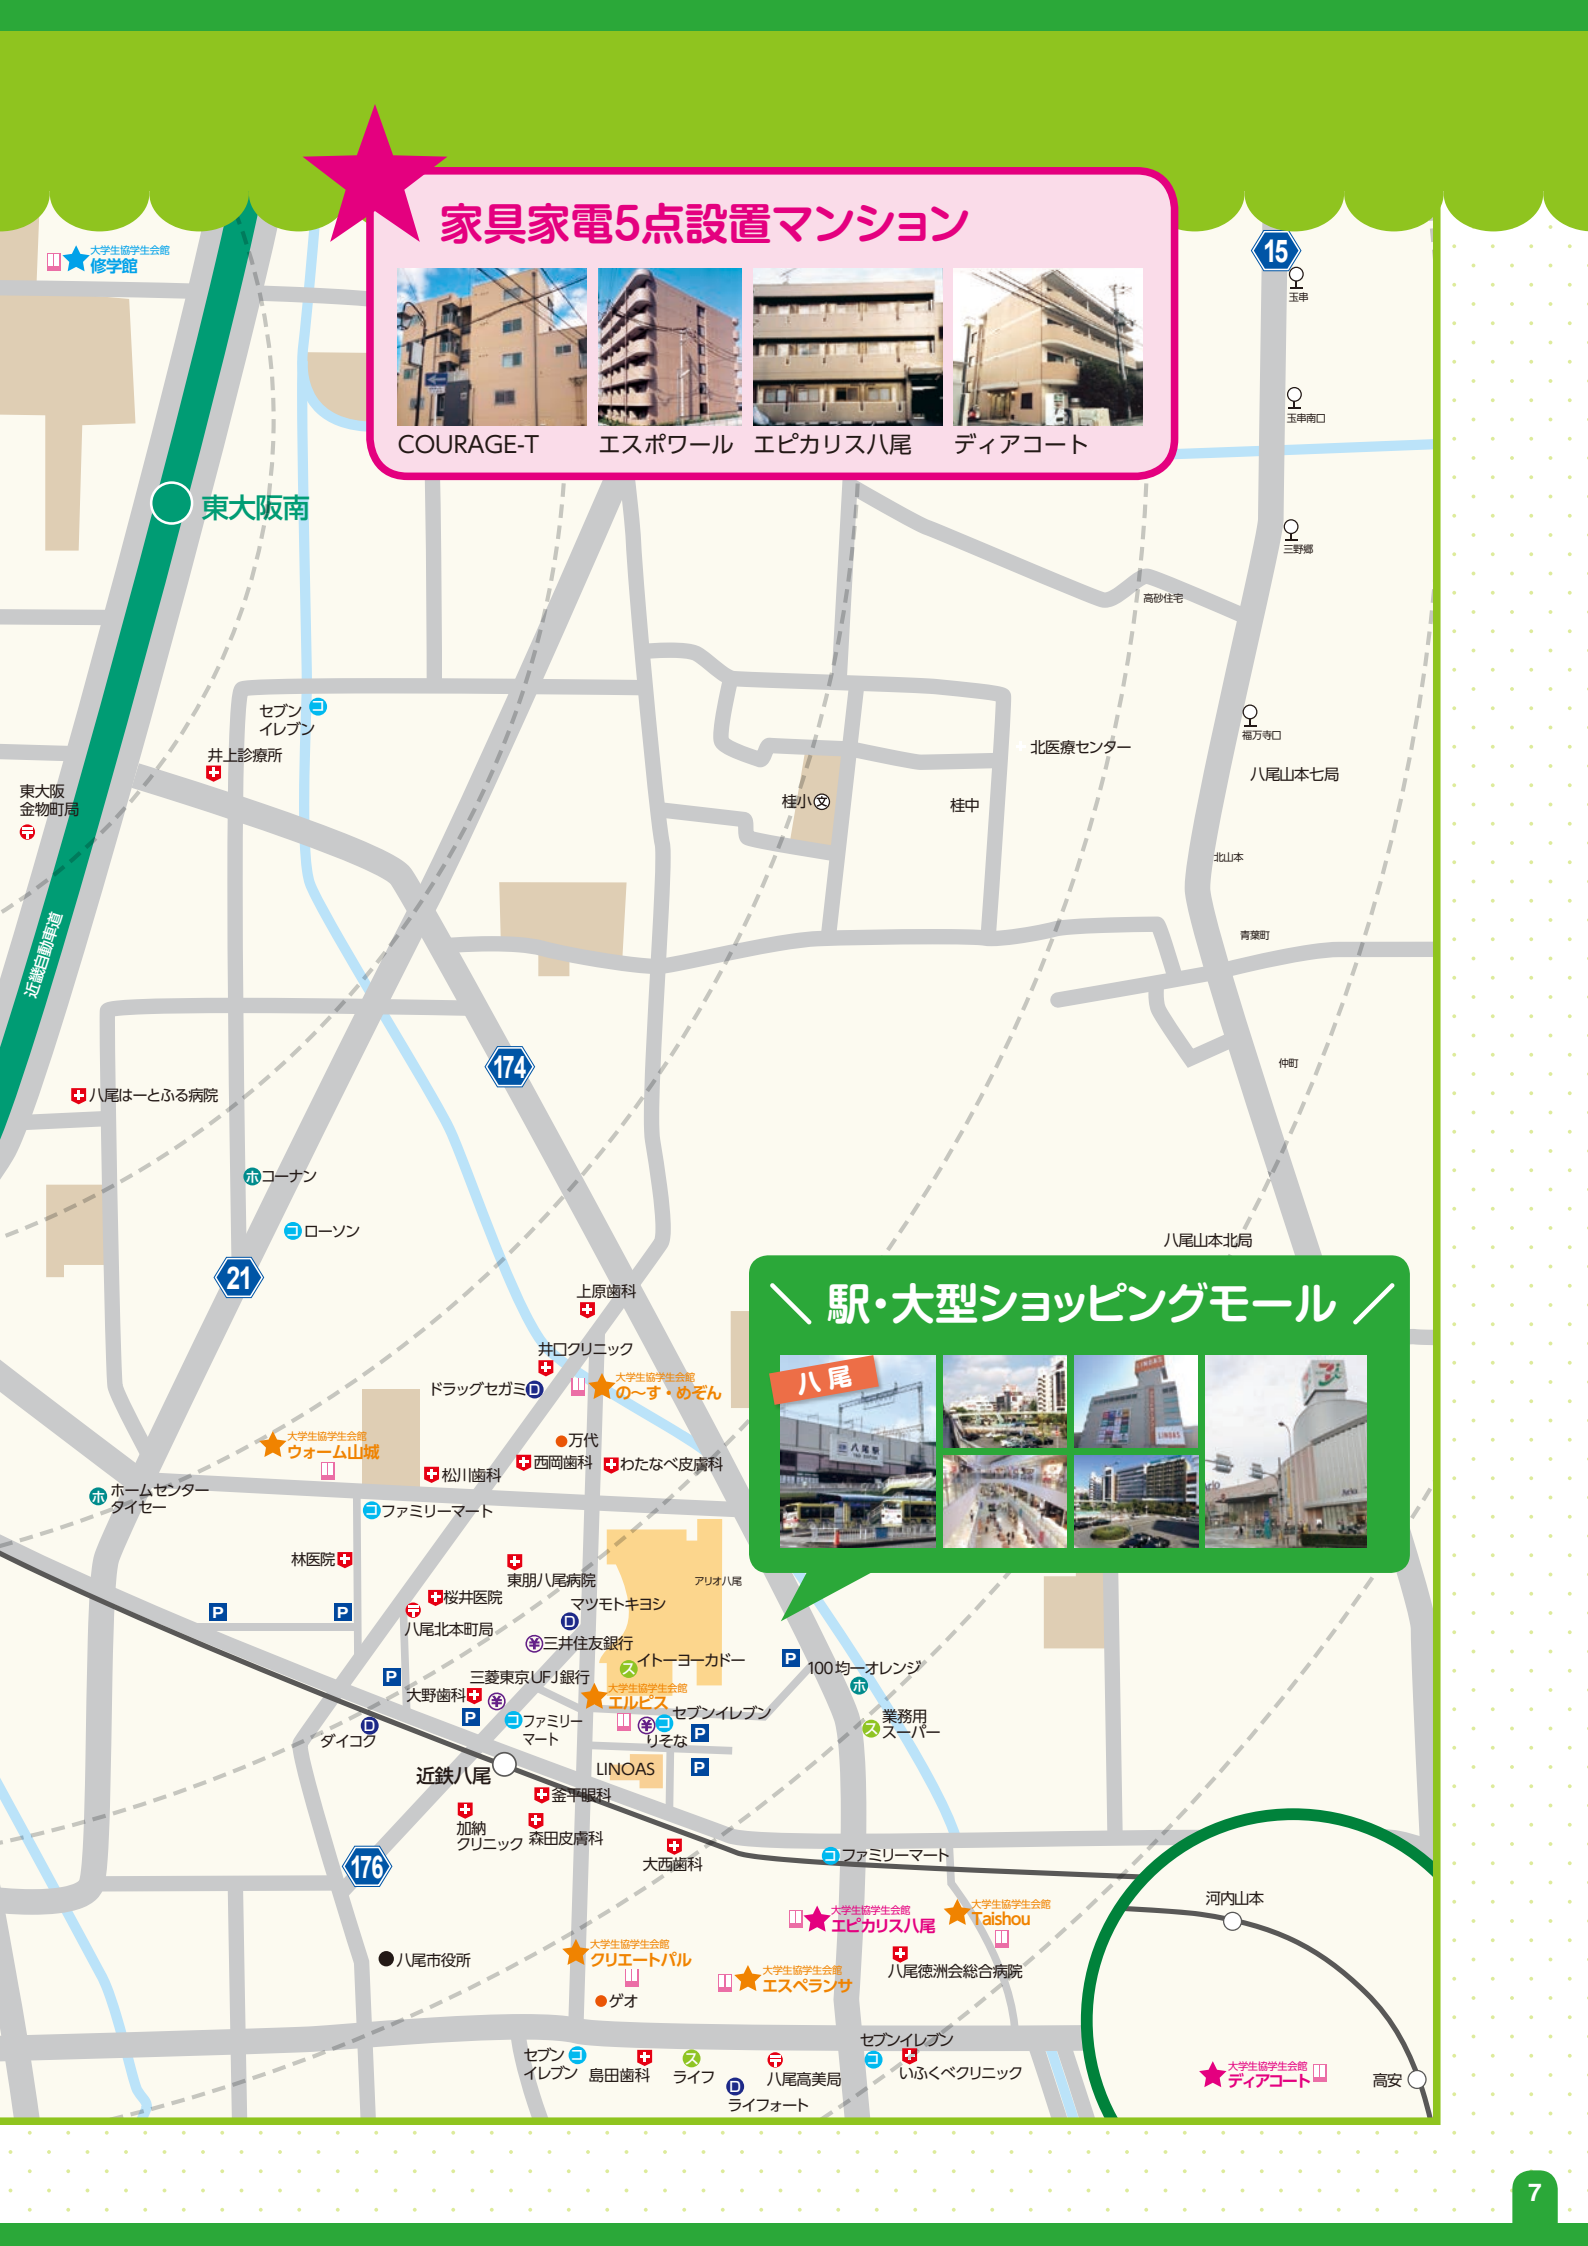 家具家電5点設置マンション
COURAGE-T
エスポワール
エピカリス八尾
ディアコート
大学生協学生会館
修学館
15
玉串
玉串南口
東大阪南
三野郷
高砂住宅
セブン
イレブン
井上診療所
福万寺口
北医療センター
八尾山本七局
東大阪
金物町局
桂小
文
桂中
北山本
青葉町
近畿自動車道
174
仲町
八尾はーとふる病院
ホ
コーナン
コ
ローソン
八尾山本北局
21
上原歯科
駅・大型ショッピングモール
八尾
八尾駅
LINOAS
LINOAS
Ario
井口クリニック
ドラッグセガミ
D
大学生協学生会館
の〜す・めぞん
大学生協学生会館
ウォーム山城
万代
西岡歯科
わたなべ皮膚科
松川歯科
ホ
ホームセンター
タイセー
コ
ファミリーマート
林医院
東朋八尾病院
アリオ八尾
桜井医院
マツモトキヨシ
P
P
八尾北本町局
D
三井住友銀行
イトーヨーカドー
ス
P
100均一オレンジ
ホ
三菱東京UFJ銀行
P
大野歯科
大学生協学生会館
エルピス
セブンイレブン
P
コ
ファミリー
マート
りそな
P
業務用
スーパー
ス
D
ダイコク
近鉄八尾
LINOAS
P
釜平眼科
加納
クリニック
森田皮膚科
大西歯科
コ
ファミリーマート
176
河内山本
大学生協学生会館
エピカリス八尾
大学生協学生会館
Taishou
八尾市役所
大学生協学生会館
クリエートパル
大学生協学生会館
エスペランサ
八尾徳洲会総合病院
ゲオ
セブン
イレブン
コ
島田歯科
ス
ライフ
D
ライフォート
八尾高美局
セブンイレブン
コ
いふくべクリニック
大学生協学生会館
ディアコート
高安
7